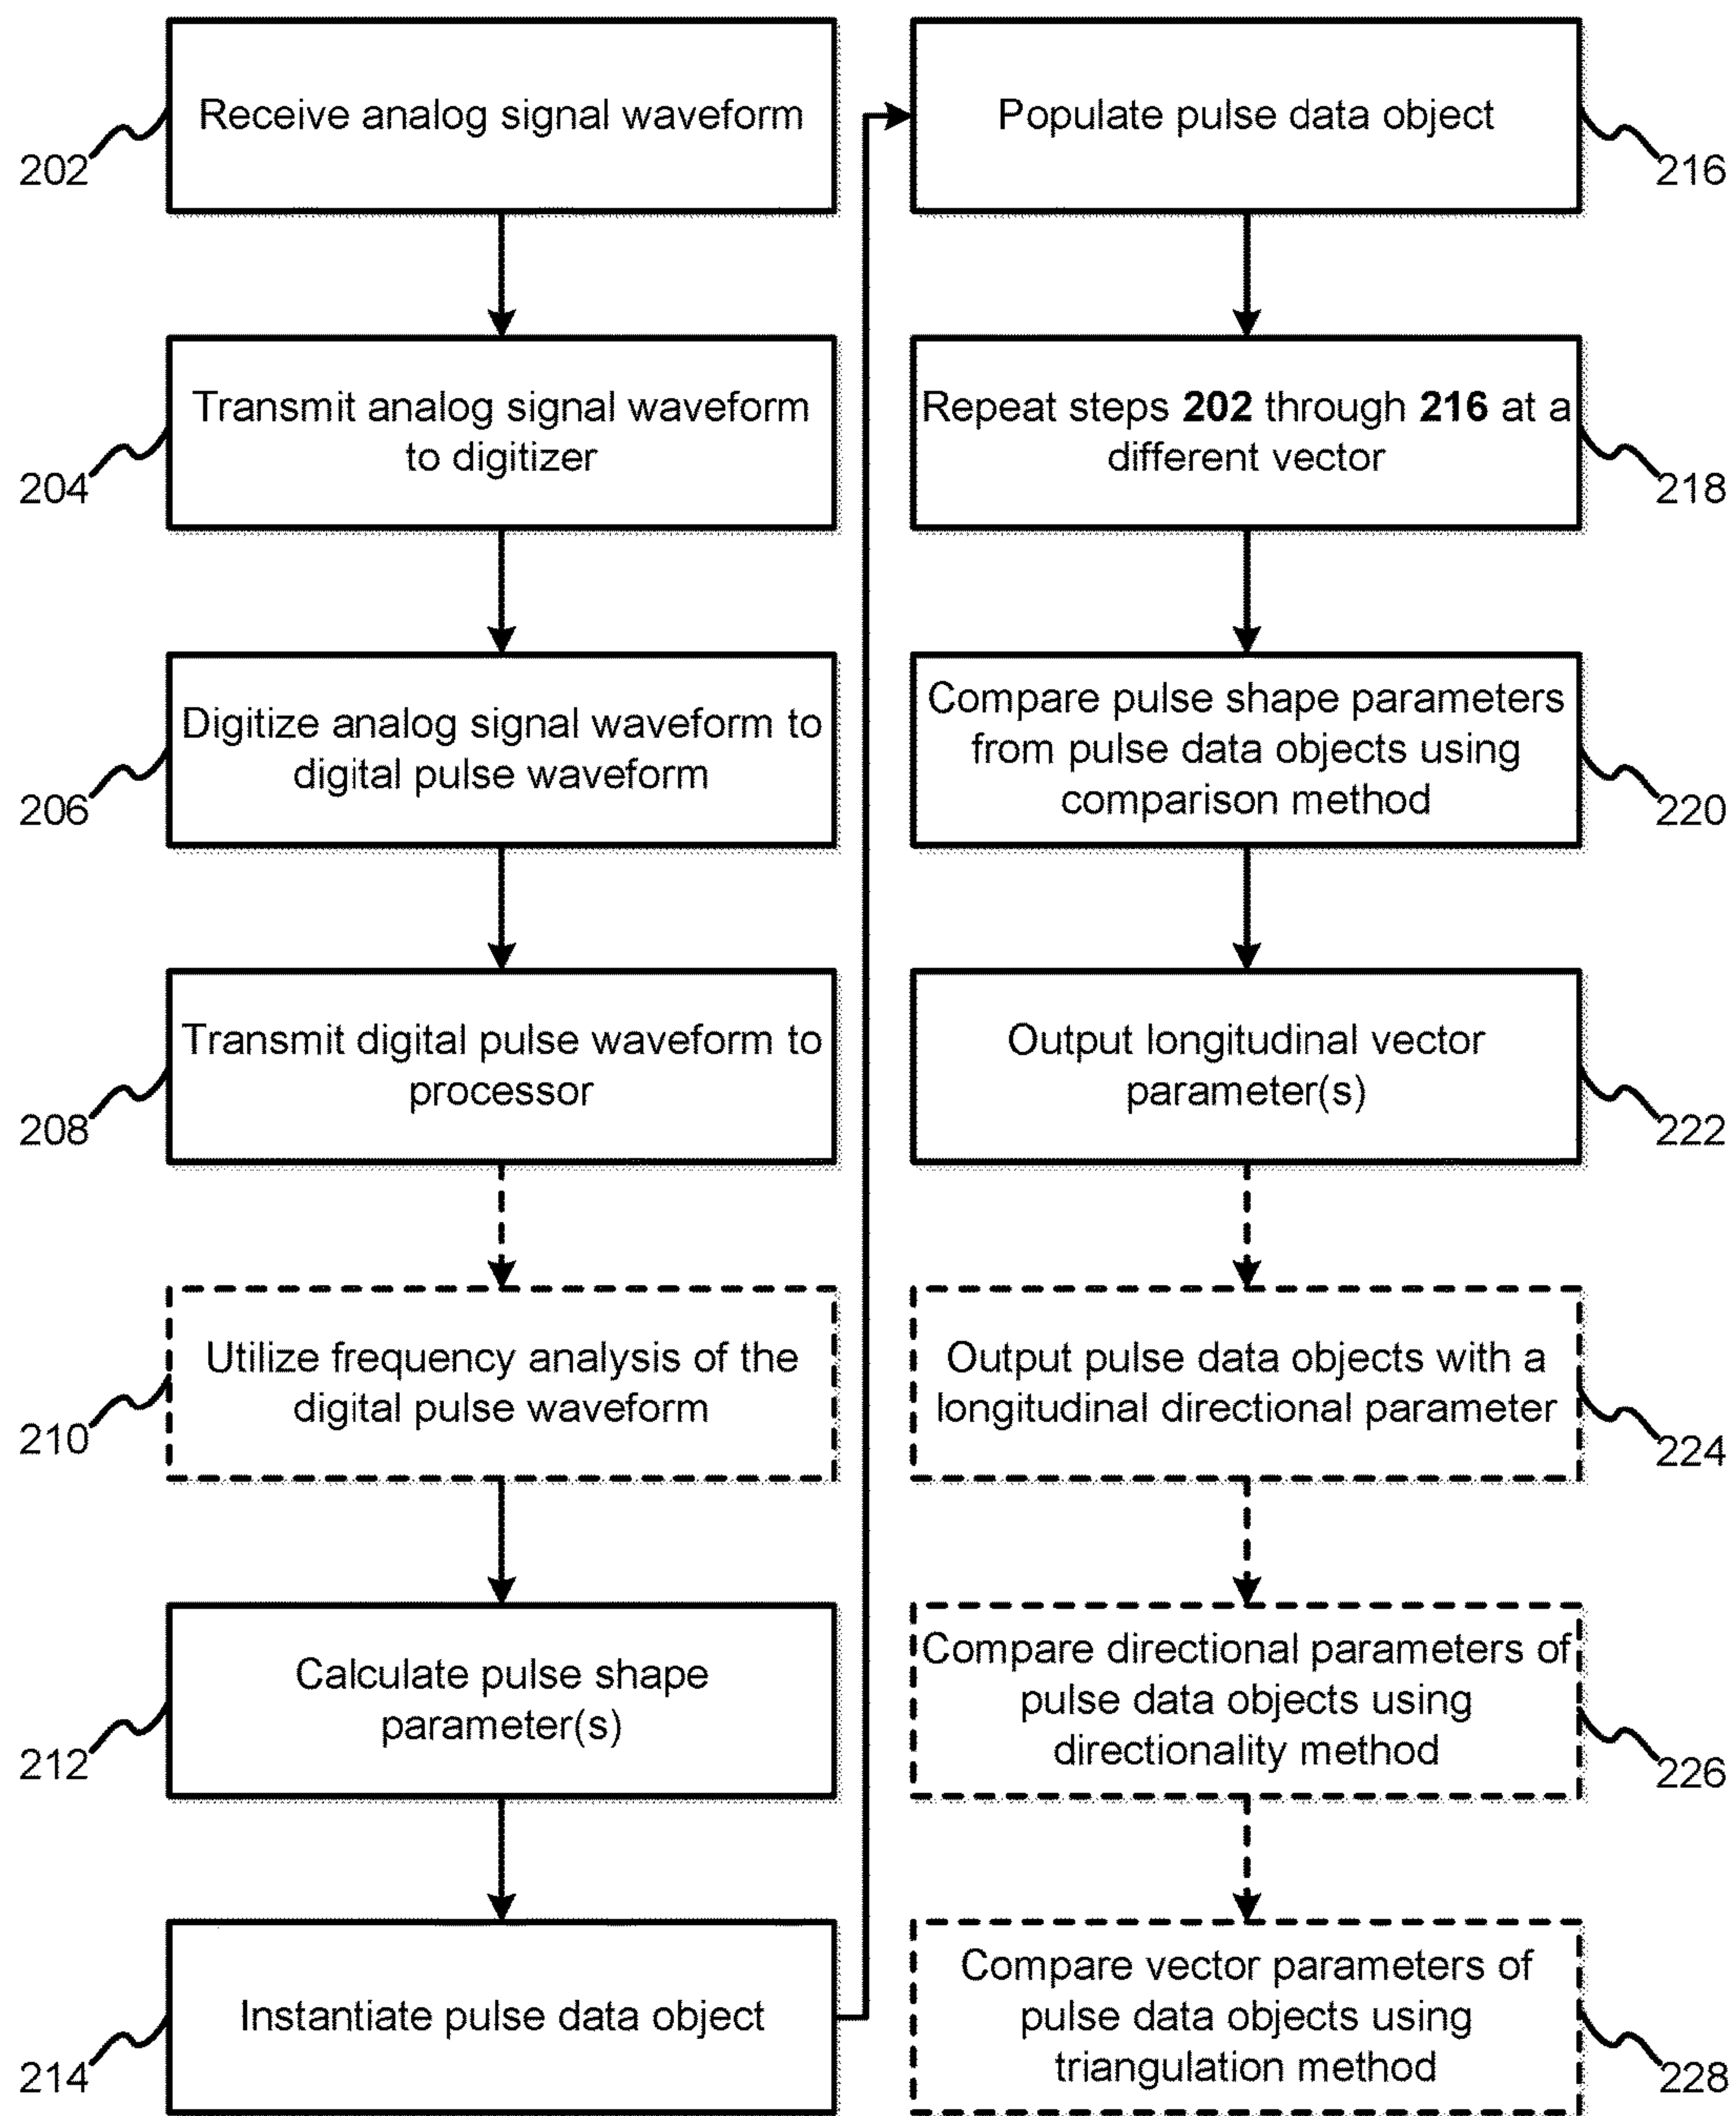 Receive analog signal waveform
202
Transmit analog signal waveform
to digitizer
204
Digitize analog signal waveform to
digital pulse waveform
206
Transmit digital pulse waveform to
processor
208
Utilize frequency analysis of the
digital pulse waveform
210
Calculate pulse shape
parameter(s)
212
Instantiate pulse data object
214
Populate pulse data object
216
Repeat steps 202 through 216 at a
different vector
218
Compare pulse shape parameters
from pulse data objects using
comparison method
220
Output longitudinal vector
parameter(s)
222
Output pulse data objects with a
longitudinal directional parameter
224
Compare directional parameters of
pulse data objects using
directionality method
226
Compare vector parameters of
pulse data objects using
triangulation method
228